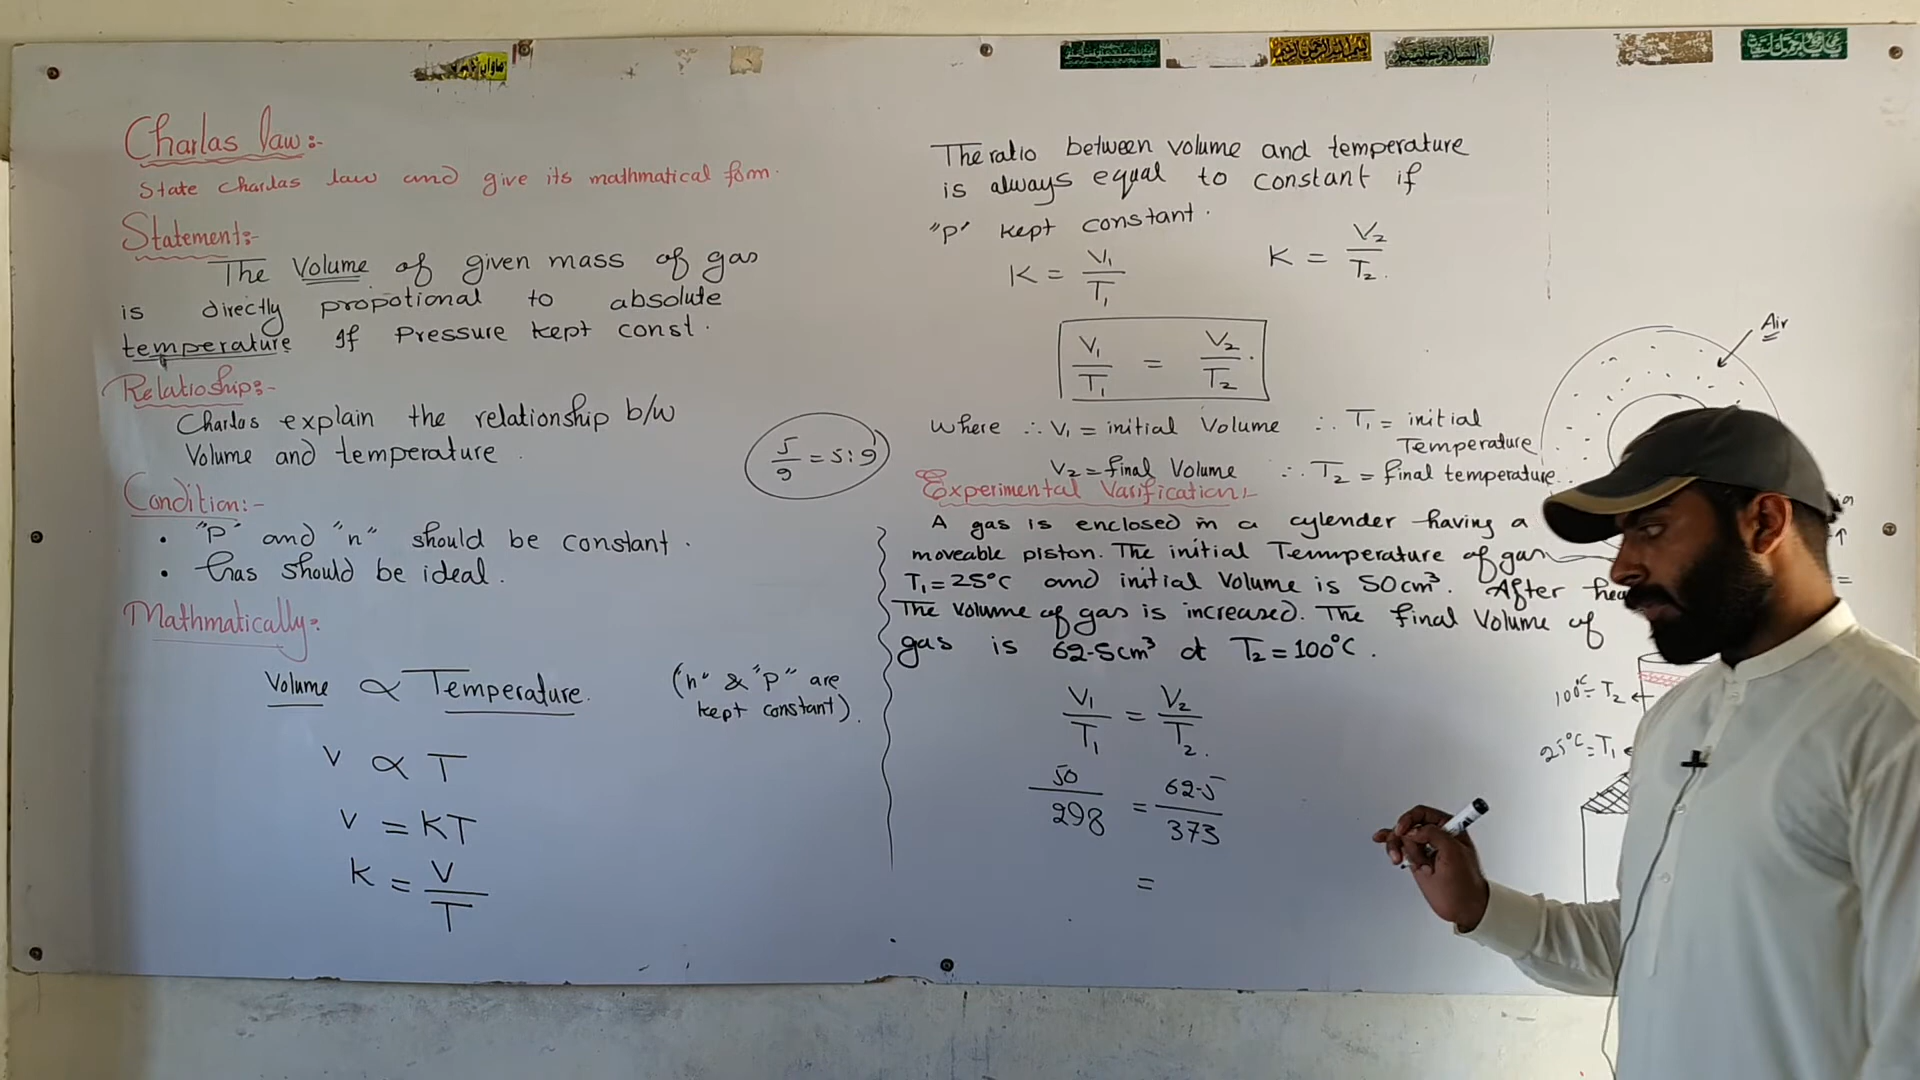 Charlas law:-
State charlas law and give its mathmatical form.
Statement:-
The Volume of given mass of gas
is directly propotional to absolute
temperature If Pressure kept const.
Relatioship:-
Charlas explain the relationship b/w
Volume and temperature.
Condition:-
• "P" and "n" should be constant.
• Gas should be ideal.
Mathmatically:-
Volume ∝ Temperature. ("n" & "P" are
kept constant).
V ∝ T
V = KT
K = V/T
5/9 = 5:9
The ratio between volume and temperature
is always equal to constant if
"P" kept constant.
K = V₁/T₁ K = V₂/T₂.
V₁/T₁ = V₂/T₂.
Where ∴ V₁ = initial Volume ∴ T₁ = initial
Temperature
V₂ = final Volume ∴ T₂ = final temperature.
Experimental Varification:-
A gas is enclosed in a cylender having a
moveable piston. The initial Temmperature of gas
T₁ = 25°C and initial Volume is 50cm³. After hea
The Volume of gas is increased. The final Volume of
gas is 62.5cm³ at T₂ = 100°C.
V₁/T₁ = V₂/T₂.
50/298 = 62.5/373
=
Air
100°C = T₂
25°C = T₁